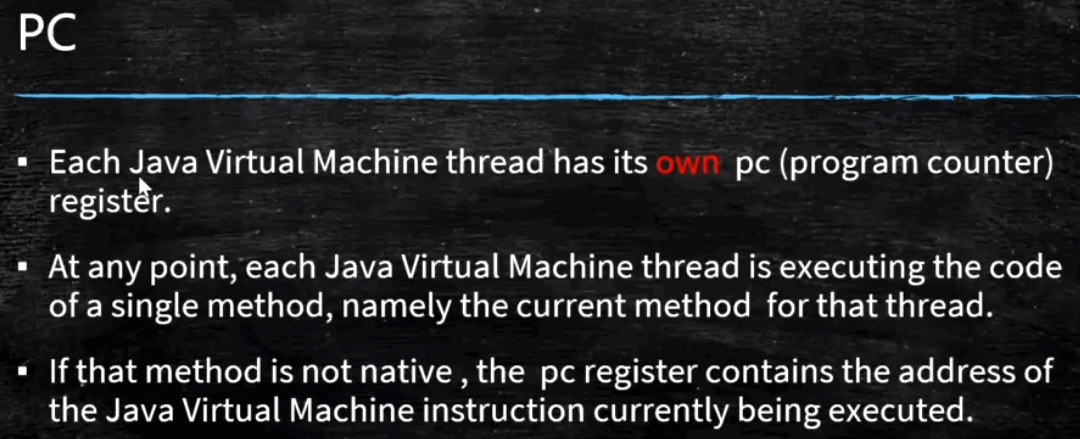 PC
▪ Each Java Virtual Machine thread has its own pc (program counter)
register.
▪ At any point, each Java Virtual Machine thread is executing the code
of a single method, namely the current method for that thread.
▪ If that method is not native , the pc register contains the address of
the Java Virtual Machine instruction currently being executed.